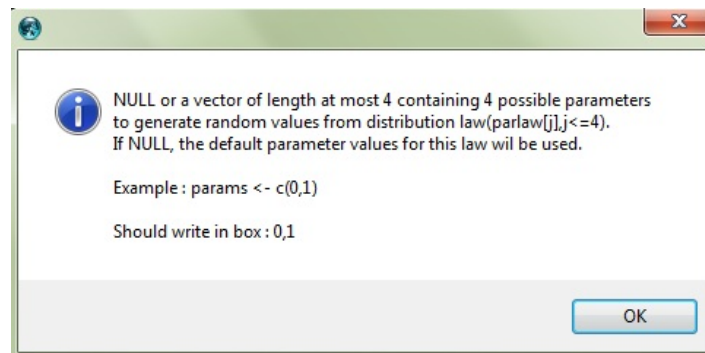 NULL or a vector of length at most 4 containing 4 possible parameters
to generate random values from distribution law(parlaw[j],j<=4).
If NULL, the default parameter values for this law wil be used.
Example : params <- c(0,1)
Should write in box : 0,1
OK